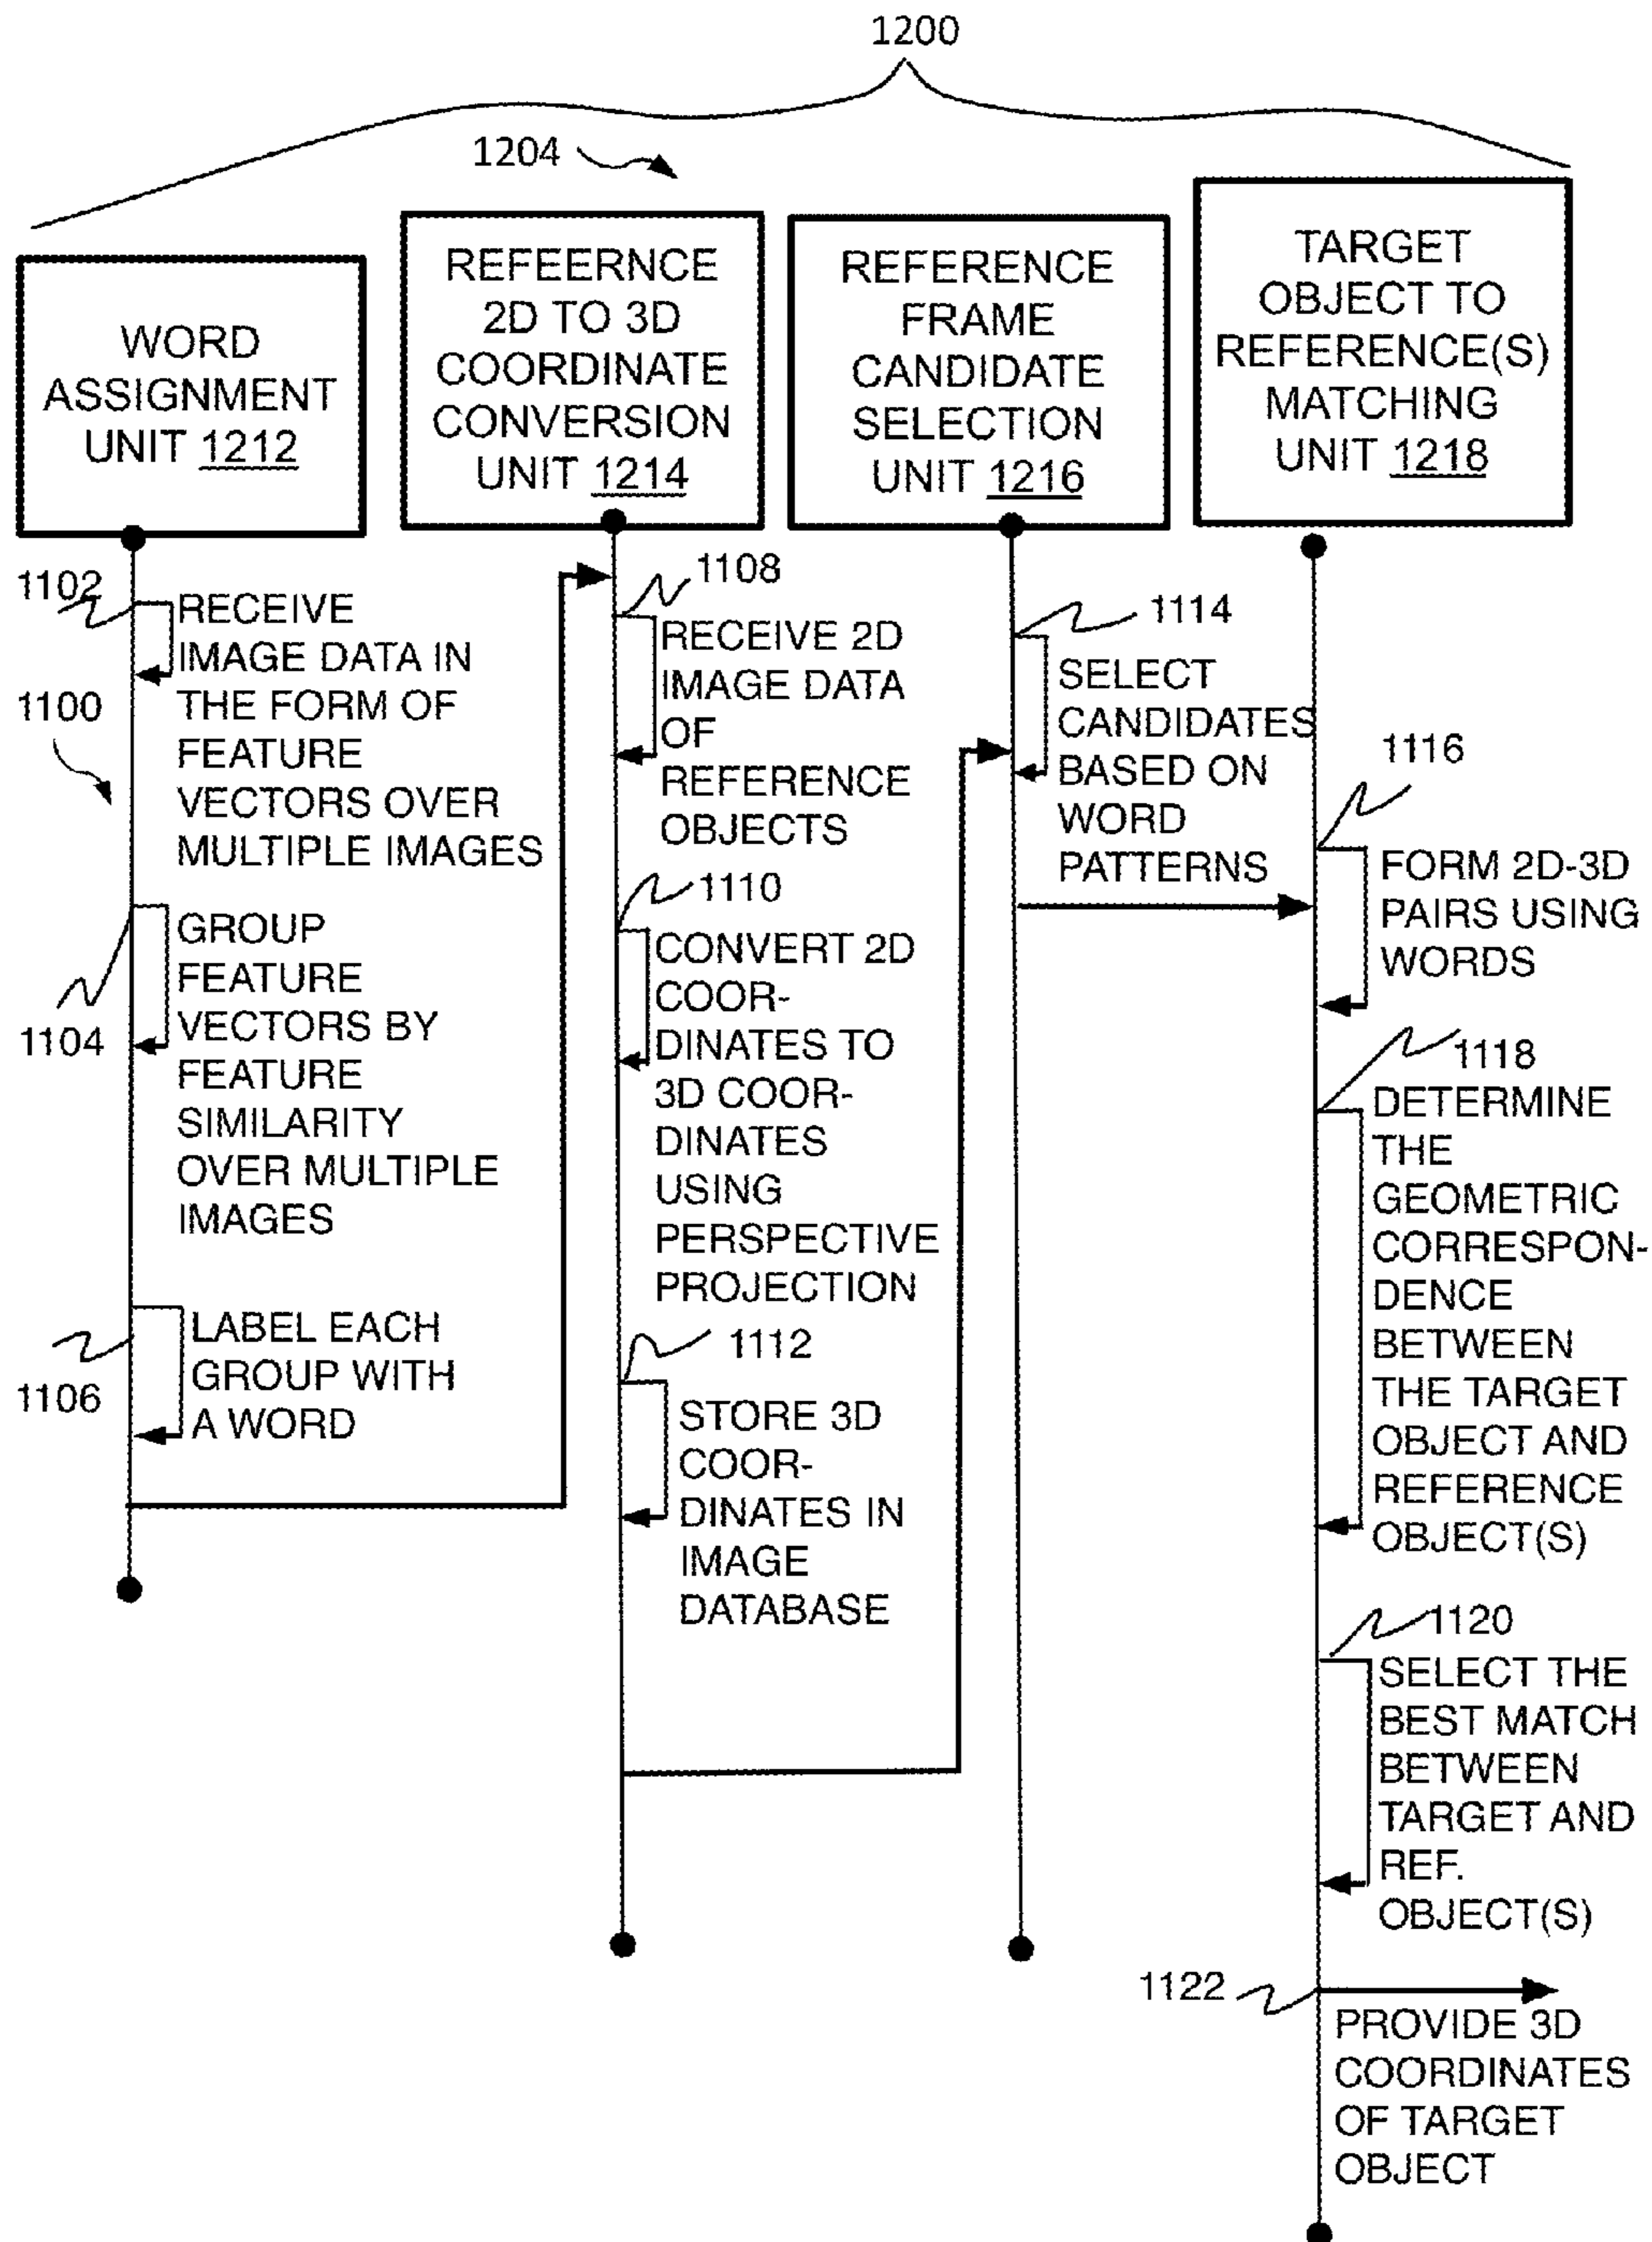 1200
1204
WORD
ASSIGNMENT
UNIT 1212
REFEERNCE
2D TO 3D
COORDINATE
CONVERSION
UNIT 1214
REFERENCE
FRAME
CANDIDATE
SELECTION
UNIT 1216
TARGET
OBJECT TO
REFERENCE(S)
MATCHING
UNIT 1218
1102
RECEIVE
IMAGE DATA IN
THE FORM OF
FEATURE
VECTORS OVER
MULTIPLE IMAGES
1100
1104
GROUP
FEATURE
VECTORS BY
FEATURE
SIMILARITY
OVER MULTIPLE
IMAGES
1106
LABEL EACH
GROUP WITH
A WORD
1108
RECEIVE 2D
IMAGE DATA
OF
REFERENCE
OBJECTS
1110
CONVERT 2D
COOR-
DINATES TO
3D COOR-
DINATES
USING
PERSPECTIVE
PROJECTION
1112
STORE 3D
COOR-
DINATES IN
IMAGE
DATABASE
1114
SELECT
CANDIDATES
BASED ON
WORD
PATTERNS
1116
FORM 2D-3D
PAIRS USING
WORDS
1118
DETERMINE
THE
GEOMETRIC
CORRESPON-
DENCE
BETWEEN
THE TARGET
OBJECT AND
REFERENCE
OBJECT(S)
1120
SELECT THE
BEST MATCH
BETWEEN
TARGET AND
REF.
OBJECT(S)
1122
PROVIDE 3D
COORDINATES
OF TARGET
OBJECT